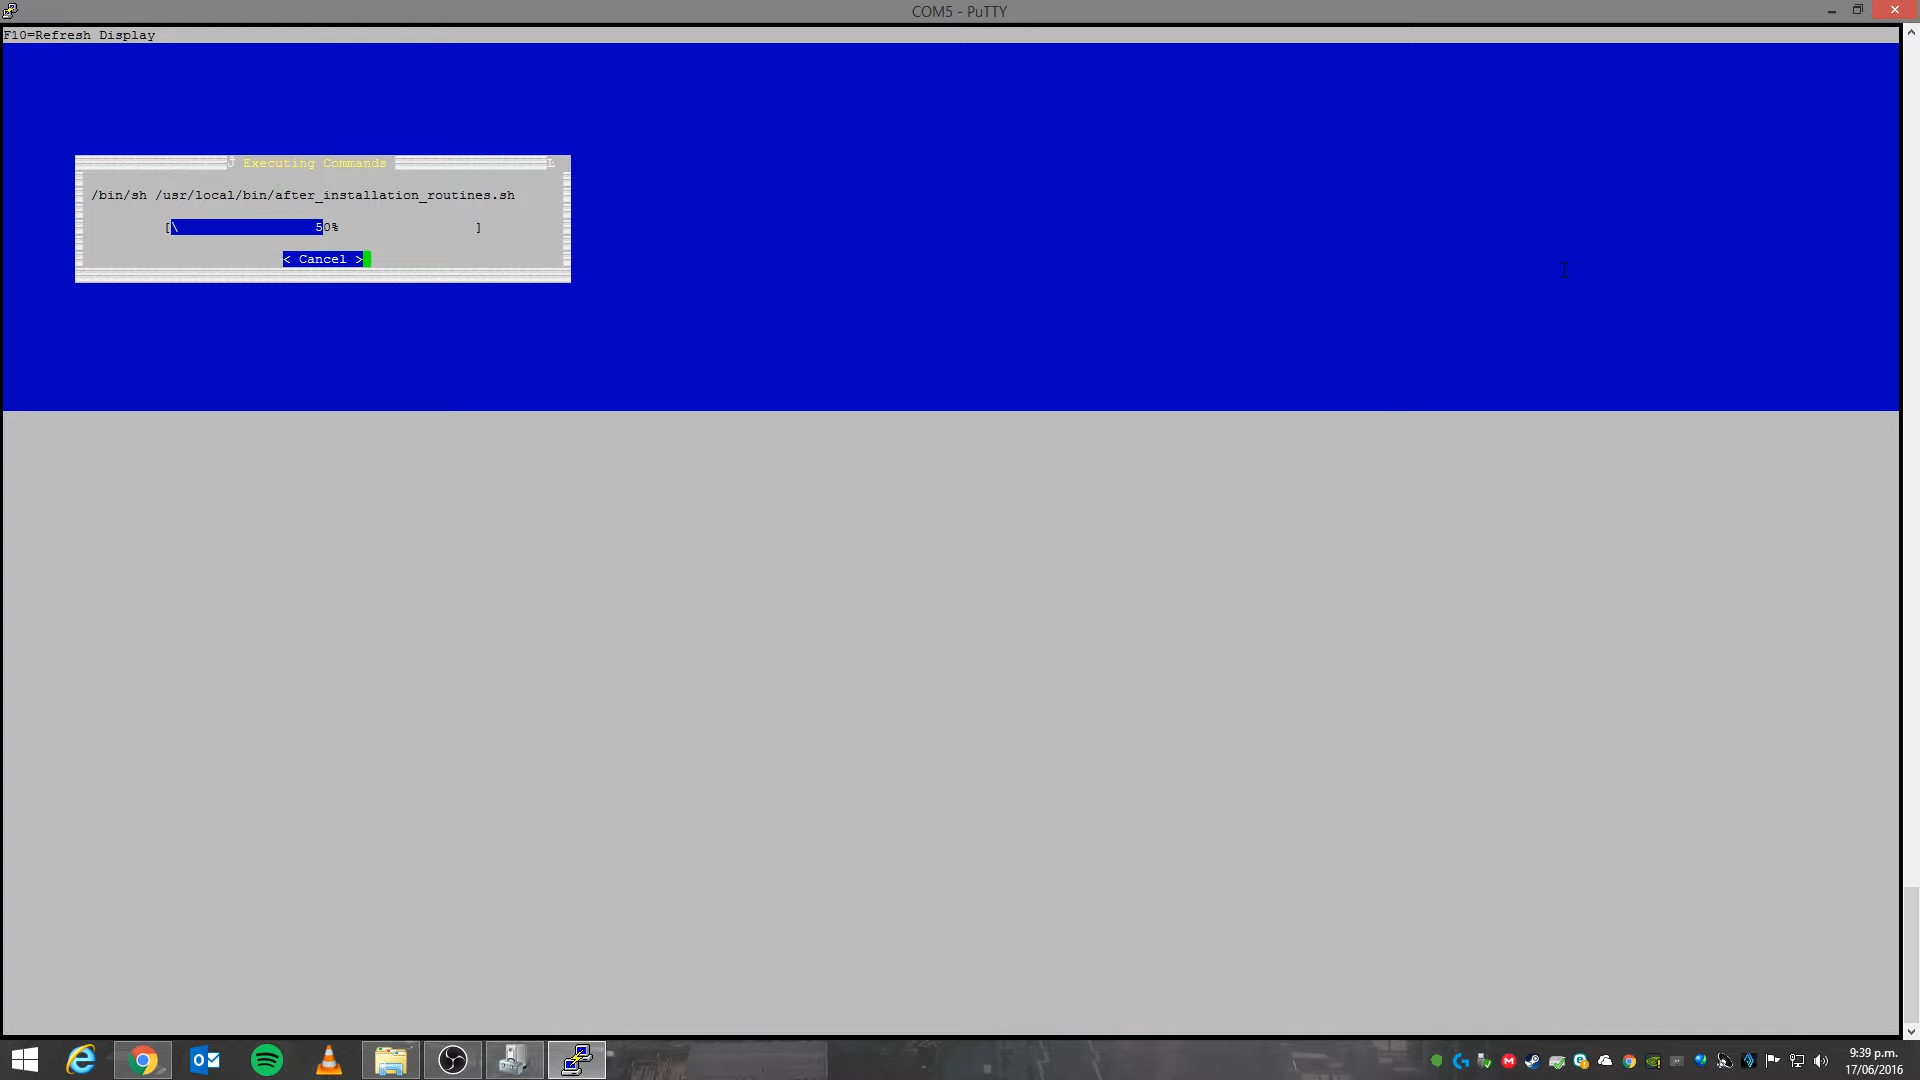 COM5 - PuTTY
F10=Refresh Display
Executing Commands
/bin/sh /usr/local/bin/after_installation_routines.sh
[\ 50% ]
< Cancel >
9:39 p.m.
17/06/2016